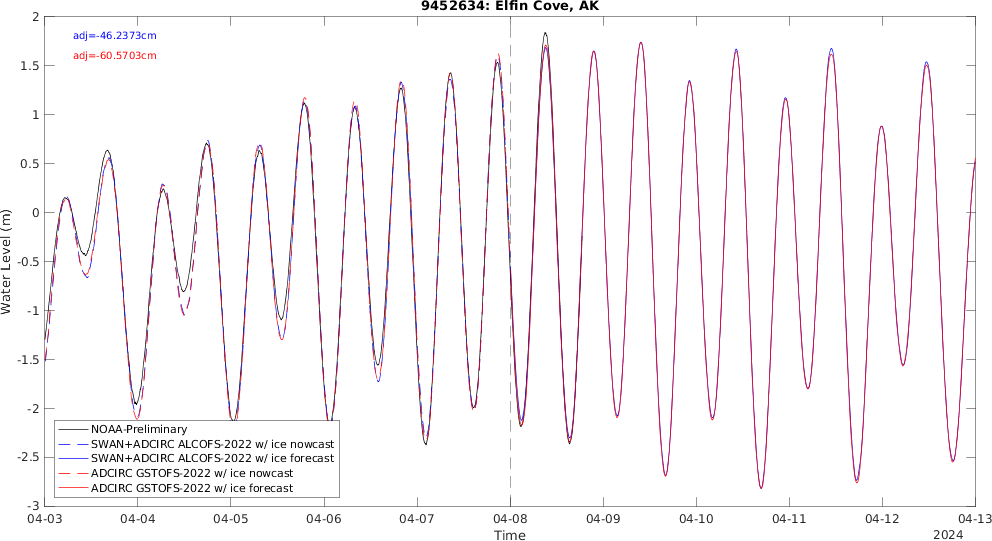 9452634: Elfin Cove, AK
adj=-46.2373cm
adj=-60.5703cm
2
1.5
1
0.5
0
-0.5
-1
-1.5
-2
-2.5
-3
Water Level (m)
NOAA-Preliminary
SWAN+ADCIRC ALCOFS-2022 w/ ice nowcast
SWAN+ADCIRC ALCOFS-2022 w/ ice forecast
ADCIRC GSTOFS-2022 w/ ice nowcast
ADCIRC GSTOFS-2022 w/ ice forecast
04-03 04-04 04-05 04-06 04-07 04-08 04-09 04-10 04-11 04-12 04-13
Time
2024